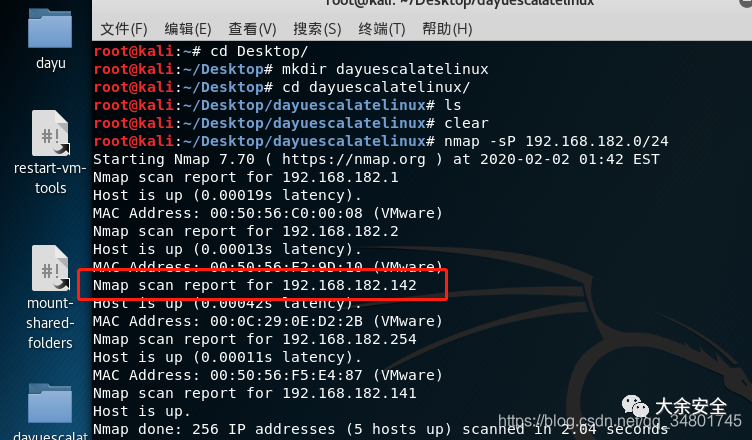 root@kali: ~/Desktop/dayuescalatelinux
文件(F) 编辑(E) 查看(V) 搜索(S) 终端(T) 帮助(H)
root@kali:~# cd Desktop/
root@kali:~/Desktop# mkdir dayuescalatelinux
root@kali:~/Desktop# cd dayuescalatelinux/
root@kali:~/Desktop/dayuescalatelinux# ls
root@kali:~/Desktop/dayuescalatelinux# clear
root@kali:~/Desktop/dayuescalatelinux# nmap -sP 192.168.182.0/24
Starting Nmap 7.70 ( https://nmap.org ) at 2020-02-02 01:42 EST
Nmap scan report for 192.168.182.1
Host is up (0.00019s latency).
MAC Address: 00:50:56:C0:00:08 (VMware)
Nmap scan report for 192.168.182.2
Host is up (0.00013s latency).
MAC Address: 00:50:56:F2:9D:10 (VMware)
Nmap scan report for 192.168.182.142
Host is up (0.00042s latency).
MAC Address: 00:0C:29:0E:D2:2B (VMware)
Nmap scan report for 192.168.182.254
Host is up (0.00011s latency).
MAC Address: 00:50:56:F5:E4:87 (VMware)
Nmap scan report for 192.168.182.141
Host is up.
Nmap done: 256 IP addresses (5 hosts up) scanned in 2.04 seconds
dayu
#!
restart-vm-
tools
#!
mount-
shared-
folders
dayuescalat
大余安全
https://blog.csdn.net/qq_34801745